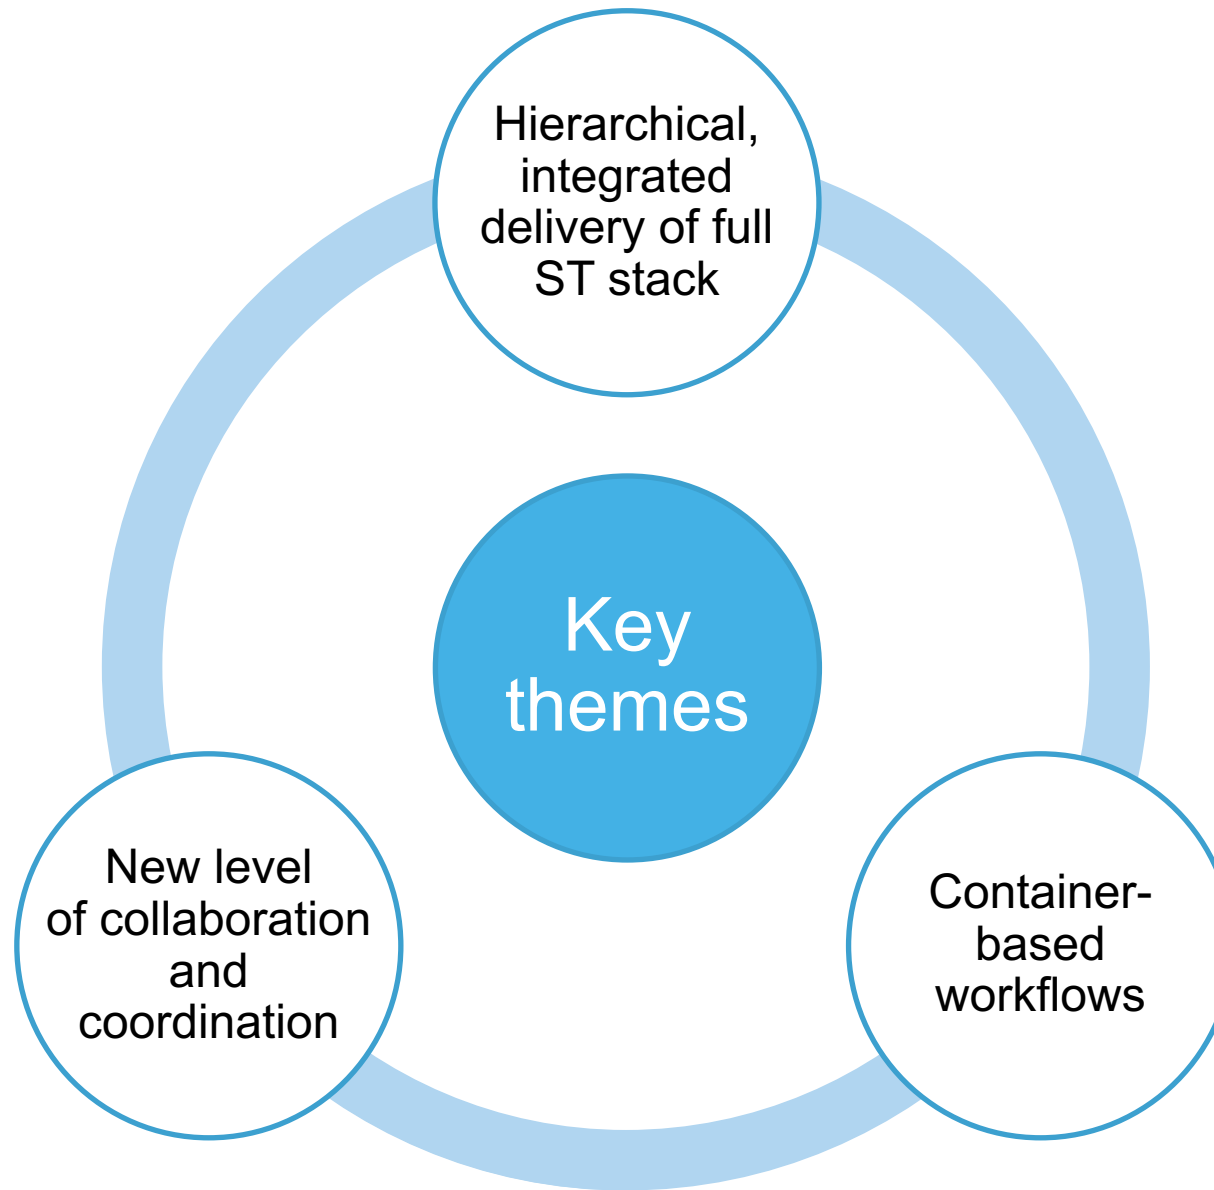 Hierarchical,
integrated
delivery of full
ST stack
Key
themes
New level
of collaboration
and
coordination
Container-
based
workflows